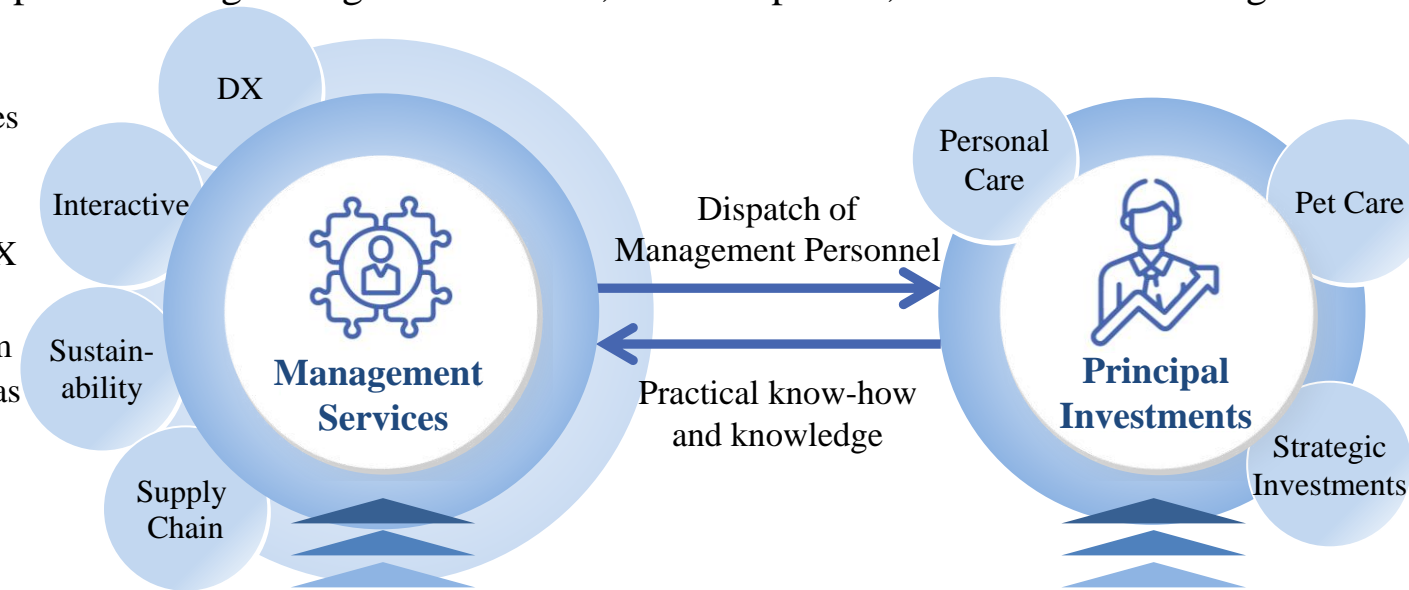 DX
Interactive
Sustain-
ability
Supply
Chain
Management
Services
Dispatch of
Management Personnel
Practical know-how
and knowledge
Personal
Care
Pet Care
Principal
Investments
Strategic
Investments